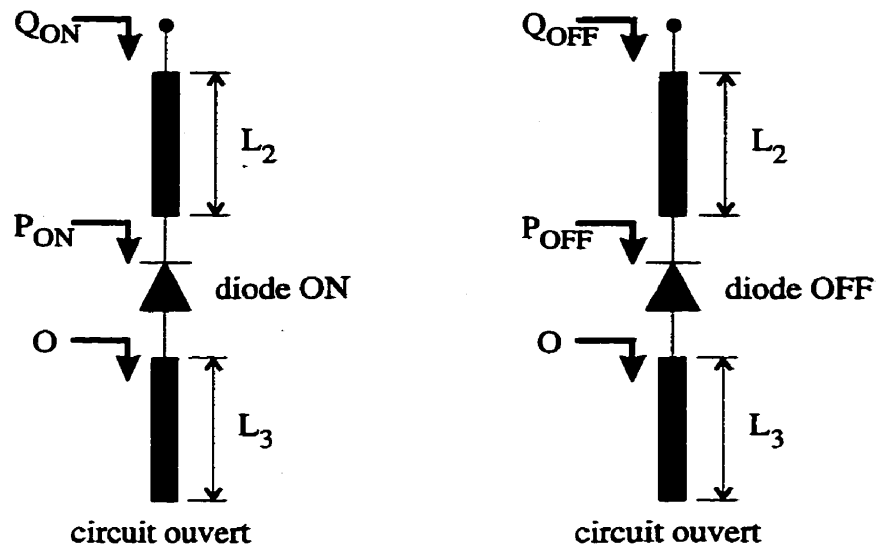 Q_ON
L_2
P_ON
diode ON
O
L_3
circuit ouvert
Q_OFF
L_2
P_OFF
diode OFF
O
L_3
circuit ouvert